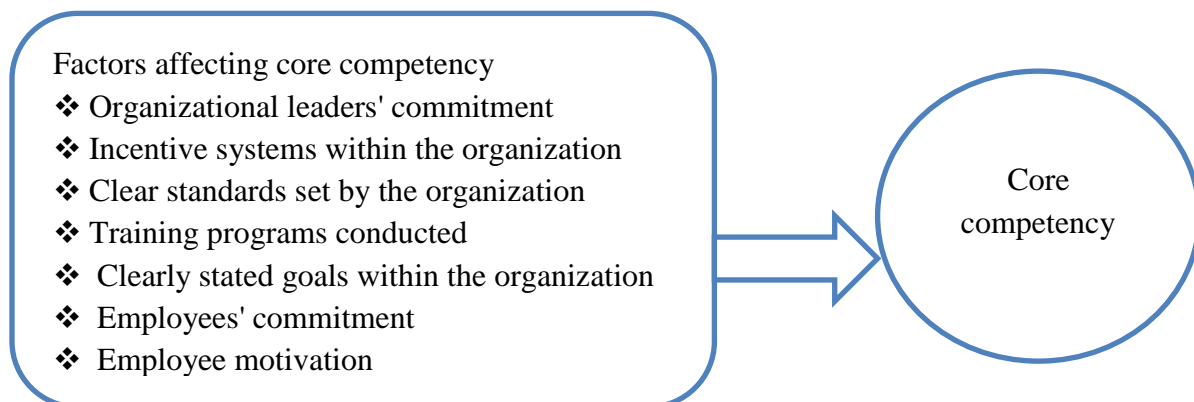 Factors affecting core competency
❖ Organizational leaders' commitment
❖ Incentive systems within the organization
❖ Clear standards set by the organization
❖ Training programs conducted
❖ Clearly stated goals within the organization
❖ Employees' commitment
❖ Employee motivation
Core
competency